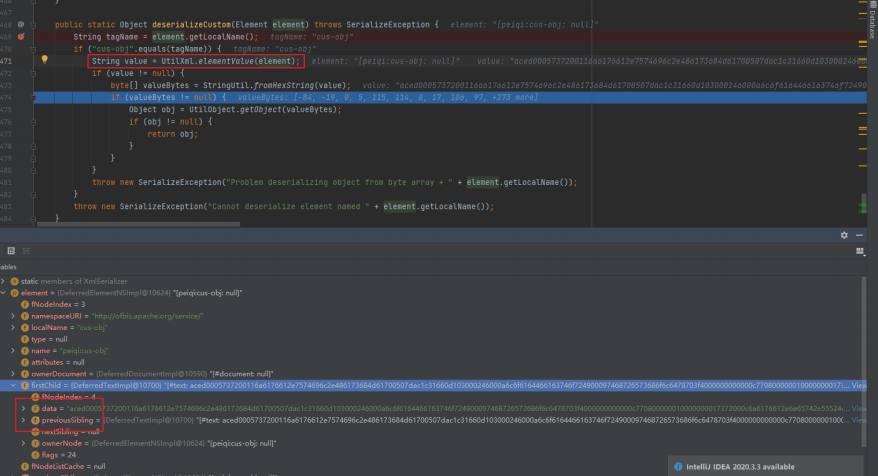 467
468 public static Object deserializeCustom(Element element) throws SerializeException { element: "[peiqi:cus-obj: null]"
469 String tagName = element.getLocalName(); tagName: "cus-obj"
470 if ("cus-obj".equals(tagName)) { tagName: "cus-obj"
471 String value = UtilXml.elementValue(element); element: "[peiqi:cus-obj: null]" value:
472 if (value != null) {
473 byte[] valueBytes = StringUtil.fromHexString(value); value:
474 if (valueBytes != null) { valueBytes: [-84, -19, 0, 5, 115, 114, 0, 17, 106, 97, +273 more]
475 Object obj = UtilObject.getObject(valueBytes);
476 if (obj != null) {
477 return obj;
478 }
479 }
480 }
481 throw new SerializeException("Problem deserializing object from byte array + " + element.getLocalName());
482 }
483 throw new SerializeException("Cannot deserialize element named " + element.getLocalName());
484 }
Database
ables
static members of XmlSerializer
element = {DeferredElementNSImpl@10624} "[peiqi:cus-obj: null]"
fNodeIndex = 3
namespaceURI = "http://ofbiz.apache.org/service/"
localName = "cus-obj"
type = null
name = "peiqi:cus-obj"
attributes = null
ownerDocument = {DeferredDocumentImpl@10590} "[#document: null]"
firstChild = {DeferredTextImpl@10700} "[#text: ... View
fNodeIndex = 4
data = ... View
previousSibling = {DeferredTextImpl@10700} "[#text: ... View
nextSibling = null
ownerNode = {DeferredElementNSImpl@10624} "[peiqi:cus-obj: null]"
flags = 24
fNodeListCache = null
IntelliJ IDEA 2020.3.3 available